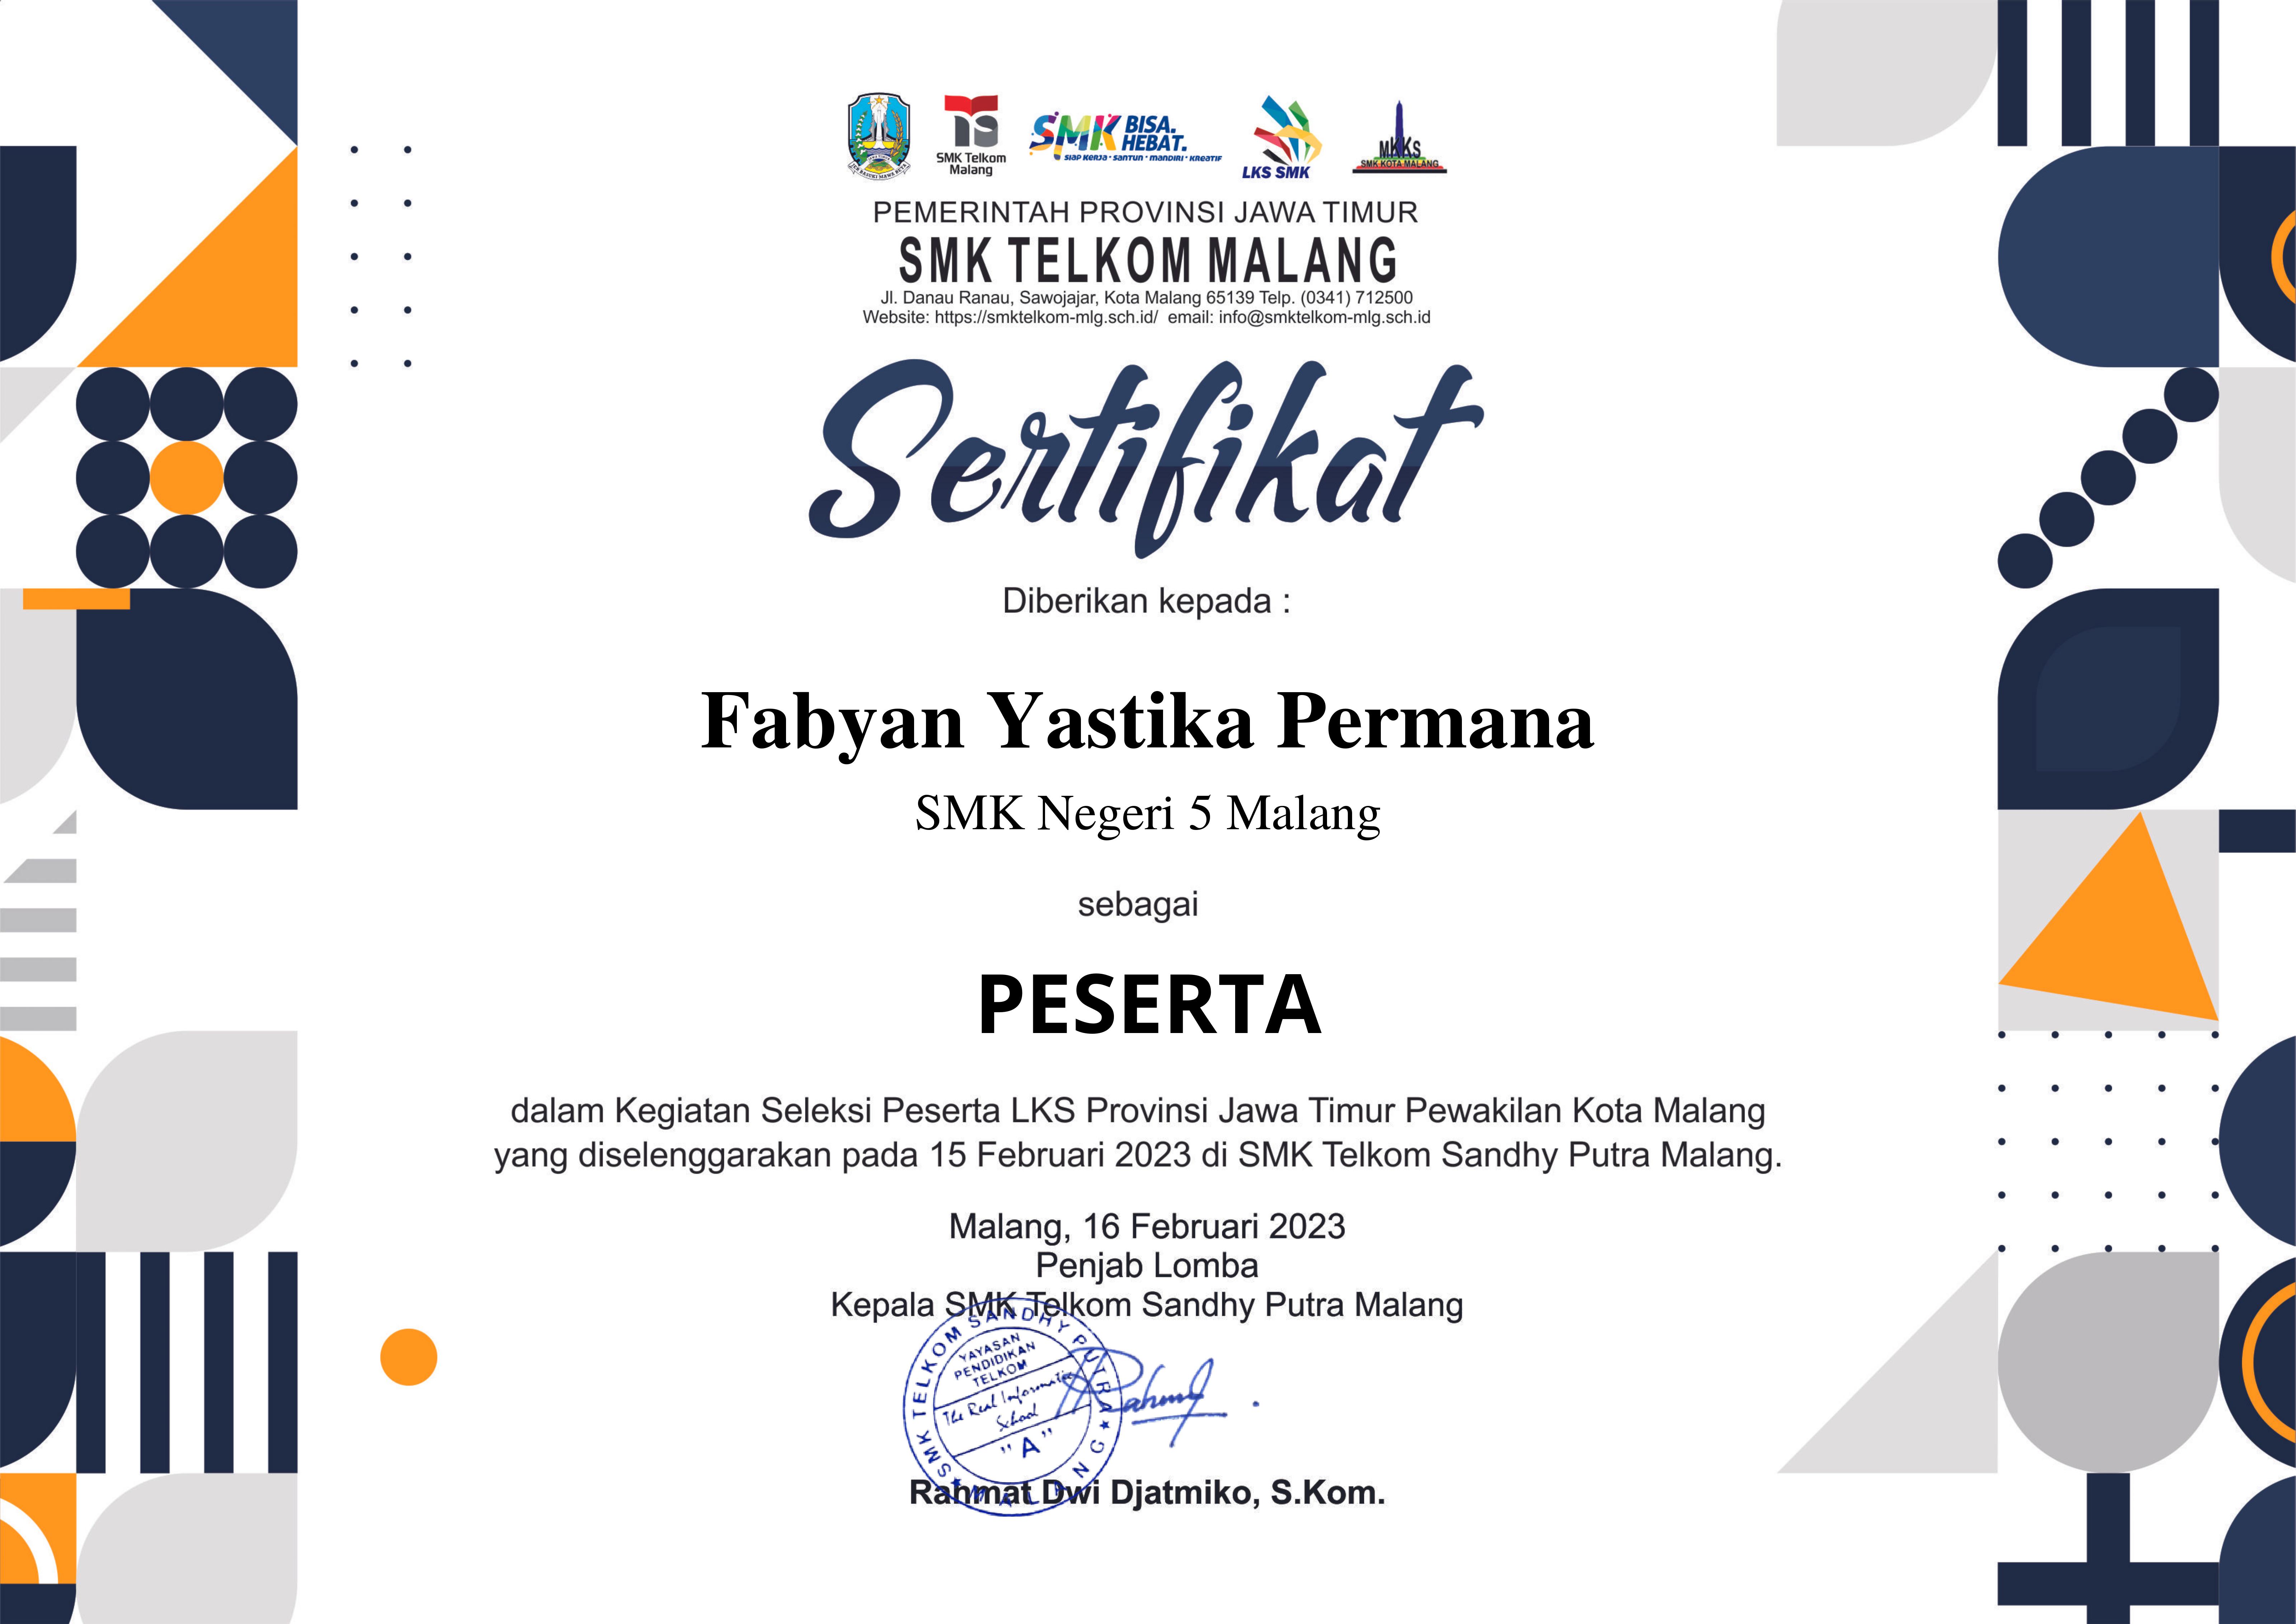 SMK Telkom
Malang
SMK BISA.
HEBAT.
SIAP KERJA • SANTUN • MANDIRI • KREATIF
LKS SMK
MKKS
SMK KOTA MALANG
PEMERINTAH PROVINSI JAWA TIMUR
SMK TELKOM MALANG
Jl. Danau Ranau, Sawojajar, Kota Malang 65139 Telp. (0341) 712500
Website: https://smktelkom-mlg.sch.id/ email: info@smktelkom-mlg.sch.id
Sertifikat
Diberikan kepada :
Fabyan Yastika Permana
SMK Negeri 5 Malang
sebagai
PESERTA
dalam Kegiatan Seleksi Peserta LKS Provinsi Jawa Timur Pewakilan Kota Malang
yang diselenggarakan pada 15 Februari 2023 di SMK Telkom Sandhy Putra Malang.
Malang, 16 Februari 2023
Penjab Lomba
Kepala SMK Telkom Sandhy Putra Malang
SMK TELKOM SANDHY PUTRA
MALANG
YAYASAN
PENDIDIKAN
TELKOM
The Real Informatics
School
"A"
Rahmat Dwi Djatmiko, S.Kom.